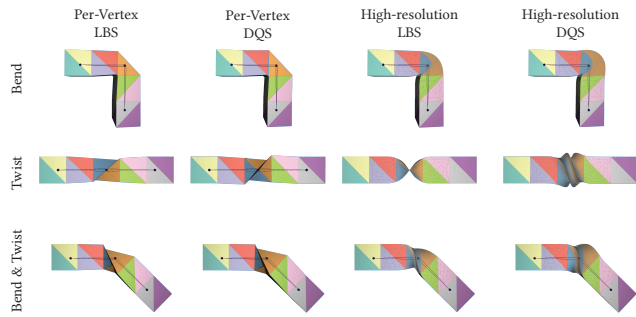 Per-Vertex
LBS
Per-Vertex
DQS
High-resolution
LBS
High-resolution
DQS
Bend
Twist
Bend & Twist